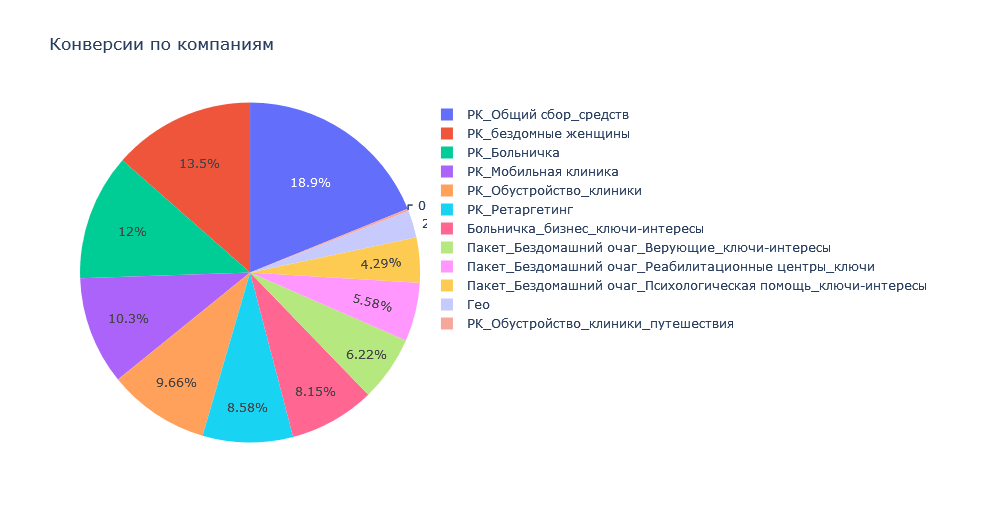 Конверсии по компаниям
18.9%
13.5%
12%
10.3%
9.66%
8.58%
8.15%
6.22%
5.58%
4.29%
2
0
РК_Общий сбор_средств
РК_бездомные женщины
РК_Больничка
РК_Мобильная клиника
РК_Обустройство_клиники
РК_Ретаргетинг
Больничка_бизнес_ключи-интересы
Пакет_Бездомашний очаг_Верующие_ключи-интересы
Пакет_Бездомашний очаг_Реабилитационные центры_ключи
Пакет_Бездомашний очаг_Психологическая помощь_ключи-интересы
Гео
РК_Обустройство_клиники_путешествия